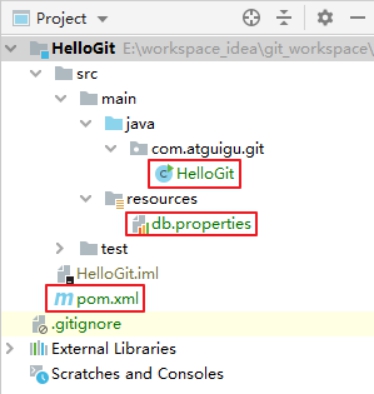 Project
HelloGit E:\workspace_idea\git_workspace\
src
main
java
com.atguigu.git
HelloGit
resources
db.properties
test
HelloGit.iml
pom.xml
.gitignore
External Libraries
Scratches and Consoles